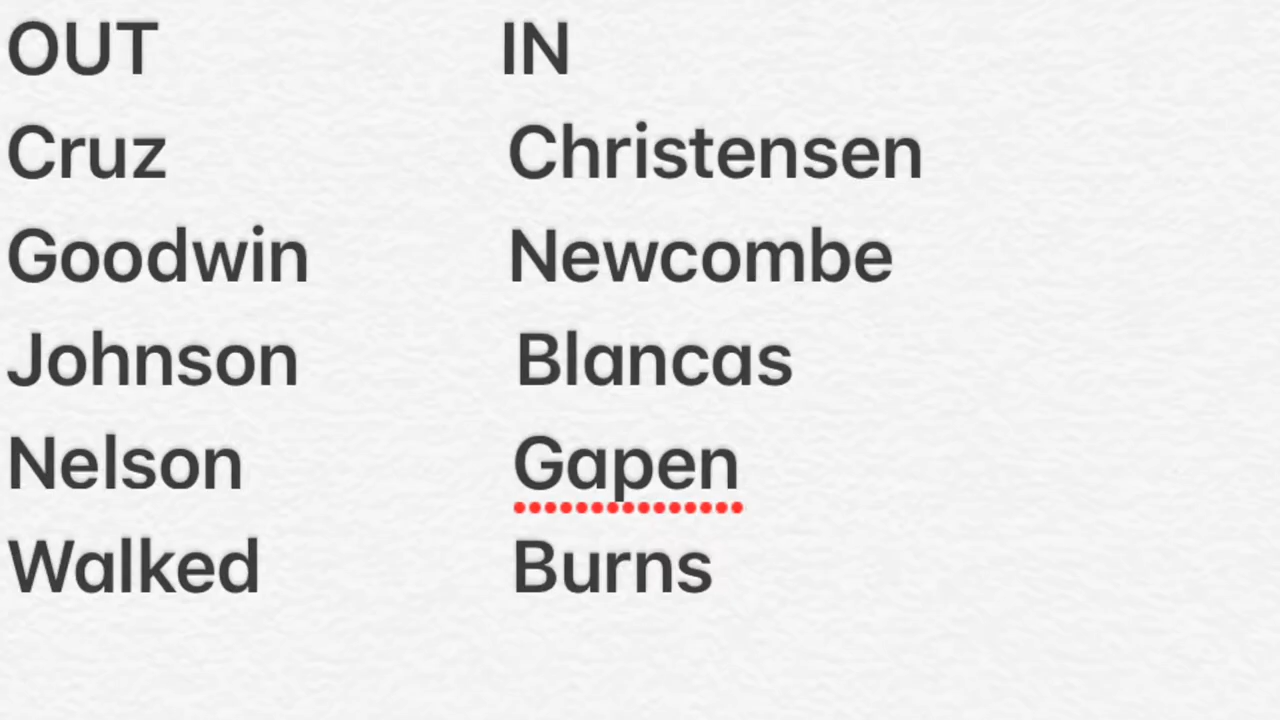 OUT IN
Cruz Christensen
Goodwin Newcombe
Johnson Blancas
Nelson Gapen
Walked Burns